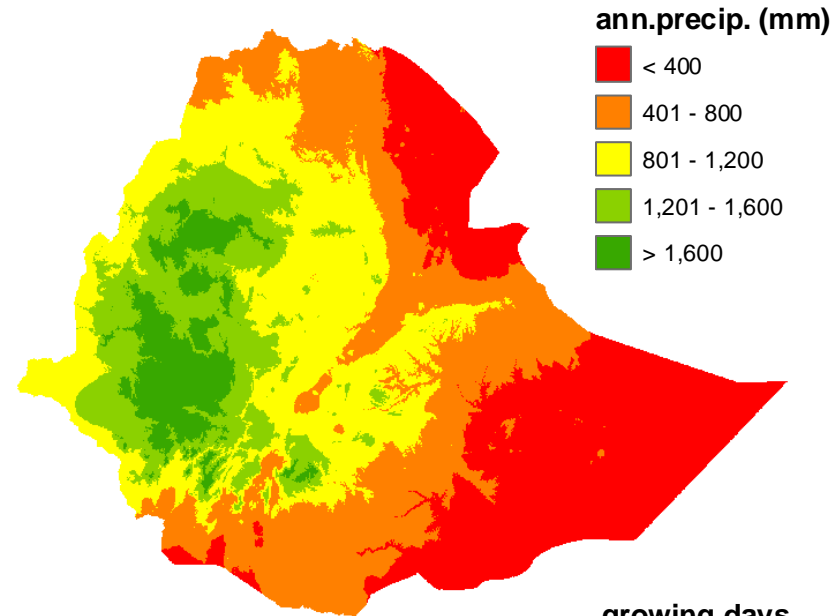 ann.precip. (mm)
< 400
401 - 800
801 - 1,200
1,201 - 1,600
> 1,600
growing days